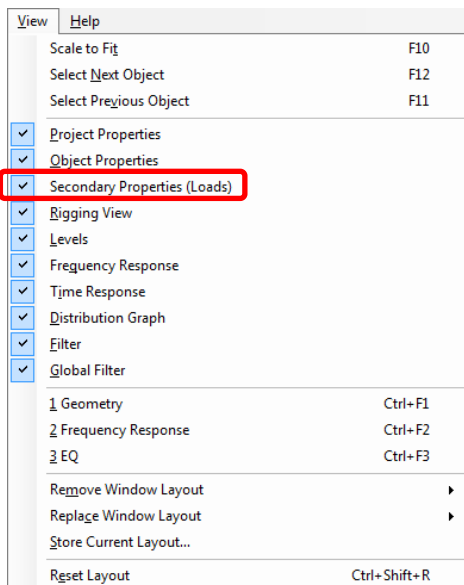 View Help
Scale to Fit F10
Select Next Object F12
Select Previous Object F11
Project Properties
Object Properties
Secondary Properties (Loads)
Rigging View
Levels
Frequency Response
Time Response
Distribution Graph
Filter
Global Filter
1 Geometry Ctrl+F1
2 Frequency Response Ctrl+F2
3 EQ Ctrl+F3
Remove Window Layout
Replace Window Layout
Store Current Layout...
Reset Layout Ctrl+Shift+R